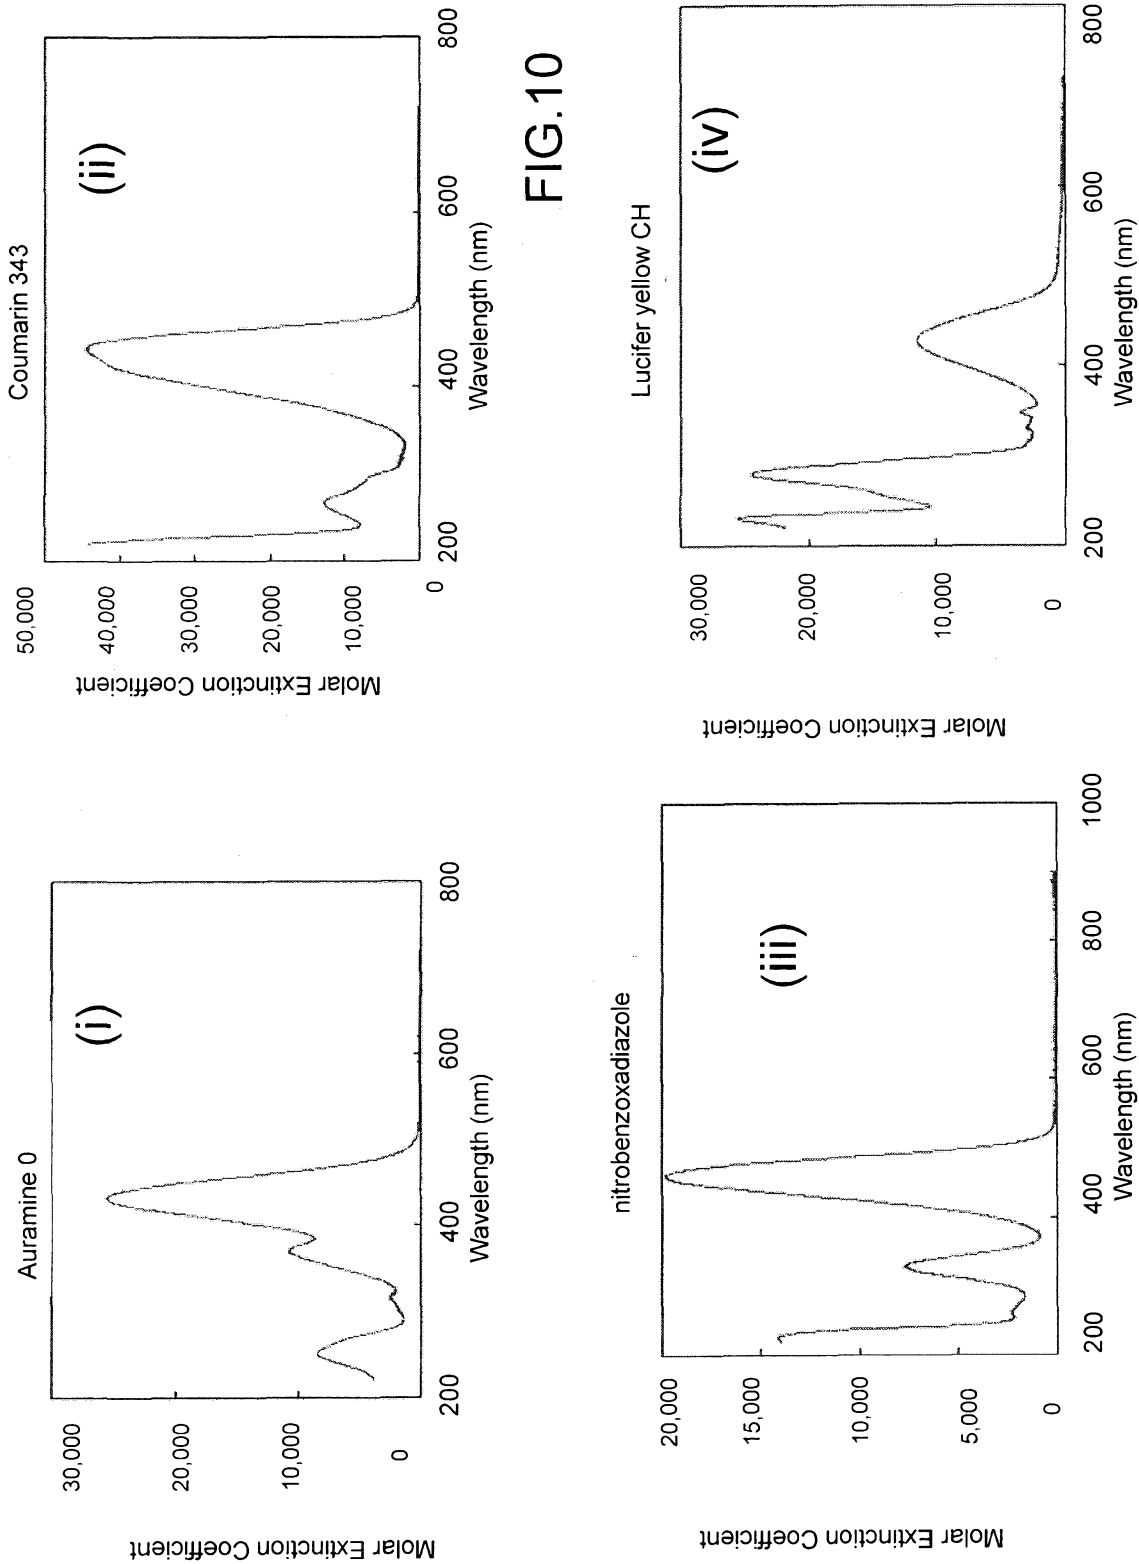 Auramine 0
(i)
30,000
20,000
10,000
0
200
400
600
800
Wavelength (nm)
Molar Extinction Coefficient
Coumarin 343
(ii)
50,000
40,000
30,000
20,000
10,000
0
200
400
600
800
Wavelength (nm)
Molar Extinction Coefficient
FIG.10
nitrobenzoxadiazole
(iii)
20,000
15,000
10,000
5,000
0
200
400
600
800
1000
Wavelength (nm)
Molar Extinction Coefficient
Lucifer yellow CH
(iv)
30,000
20,000
10,000
0
200
400
600
800
Wavelength (nm)
Molar Extinction Coefficient